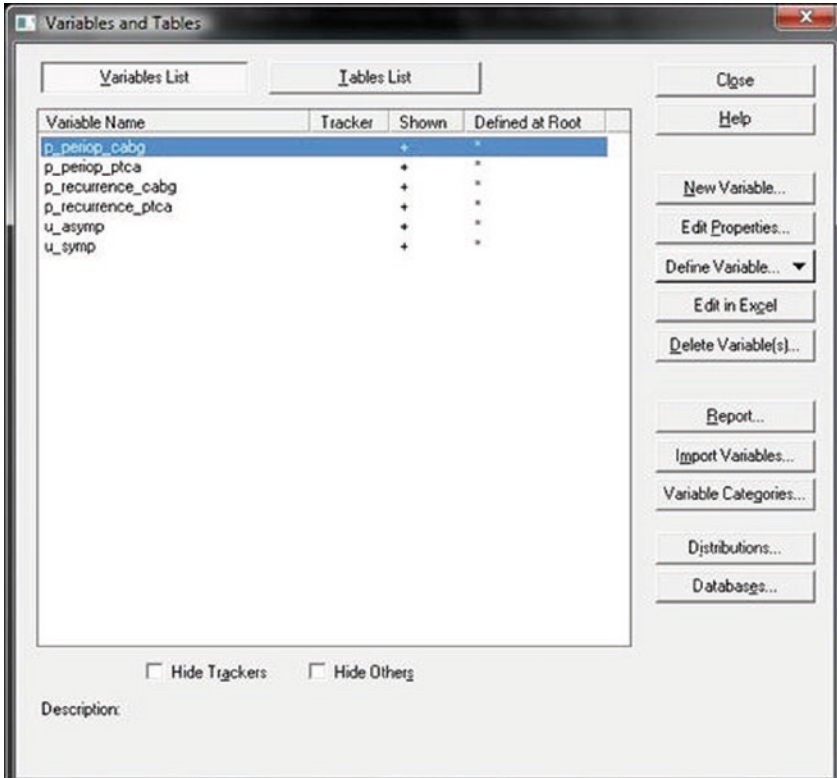 Variables and Tables
Variables List
Tables List
Variable Name Tracker Shown Defined at Root
p_periop_cabg + *
p_periop_ptca + *
p_recurrence_cabg + *
p_recurrence_ptca + *
u_asymp + *
u_symp + *
Close
Help
New Variable...
Edit Properties...
Define Variable...
Edit in Excel
Delete Variable(s)...
Report...
Import Variables...
Variable Categories...
Distributions...
Databases...
Hide Trackers
Hide Others
Description: